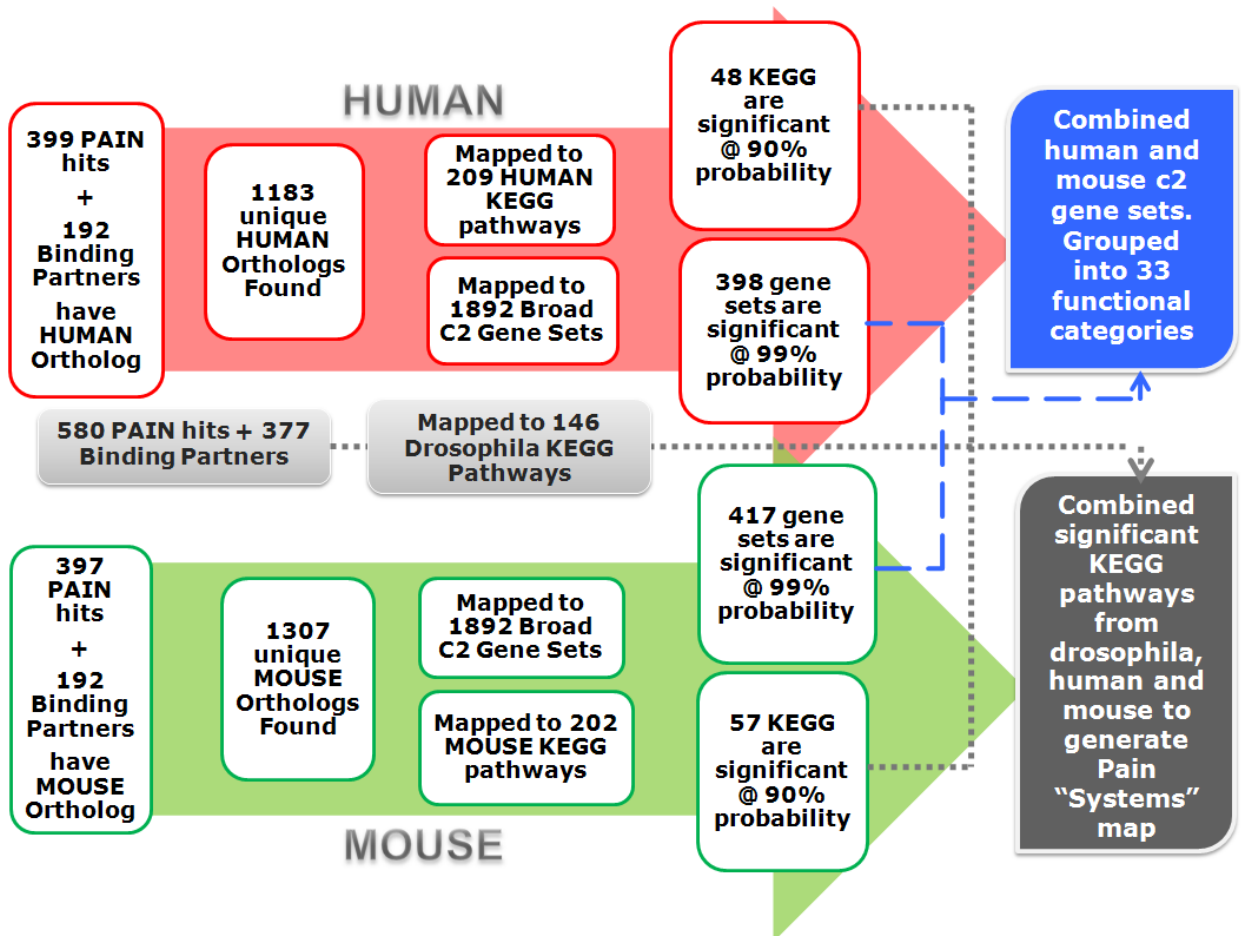 HUMAN
399 PAIN
hits
+
192
Binding
Partners
have
HUMAN
Ortholog
1183
unique
HUMAN
Orthologs
Found
Mapped to
209 HUMAN
KEGG
pathways
Mapped to
1892 Broad
C2 Gene Sets
48 KEGG
are
significant
@ 90%
probability
398 gene
sets are
significant
@ 99%
probability
Combined
human and
mouse c2
gene sets.
Grouped
into 33
functional
categories
580 PAIN hits + 377
Binding Partners
Mapped to 146
Drosophila KEGG
Pathways
397
PAIN
hits
+
192
Binding
Partners
have
MOUSE
Ortholog
1307
unique
MOUSE
Orthologs
Found
Mapped to
1892 Broad
C2 Gene Sets
Mapped to 202
MOUSE KEGG
pathways
417 gene
sets are
significant
@ 99%
probability
57 KEGG
are
significant
@ 90%
probability
Combined
significant
KEGG
pathways
from
drosophila,
human and
mouse to
generate
Pain
“Systems”
map
MOUSE